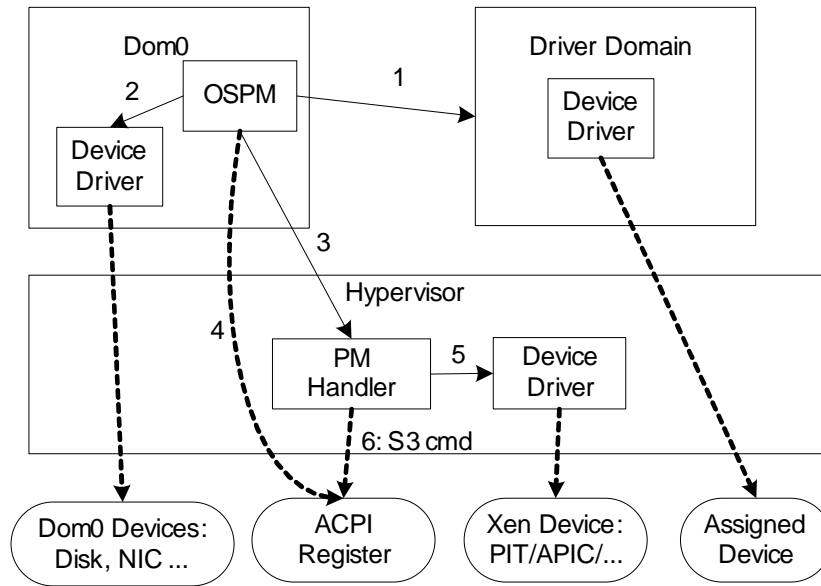 Dom0
Driver Domain
1
2
OSPM
Device
Driver
Device
Driver
3
Hypervisor
4
PM
Handler
5
Device
Driver
6: S3 cmd
Dom0 Devices:
Disk, NIC ...
ACPI
Register
Xen Device:
PIT/APIC/...
Assigned
Device